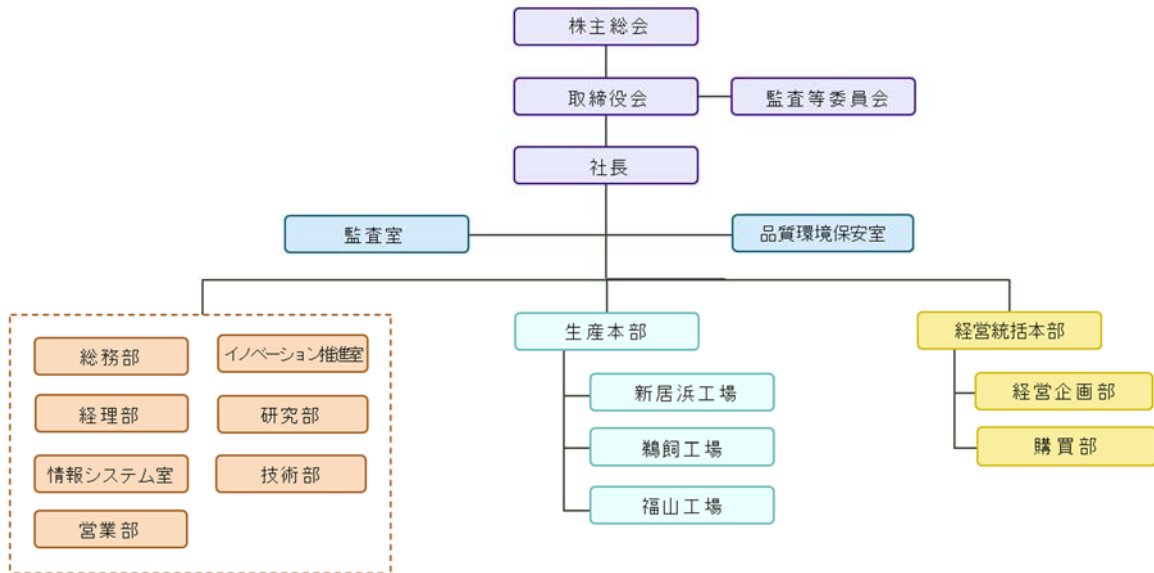 株主総会
取締役会
監査等委員会
社長
監査室
品質環境保安室
生産本部
経営統括本部
総務部
イノベーション推進室
経理部
研究部
情報システム室
技術部
営業部
新居浜工場
鵜飼工場
福山工場
経営企画部
購買部